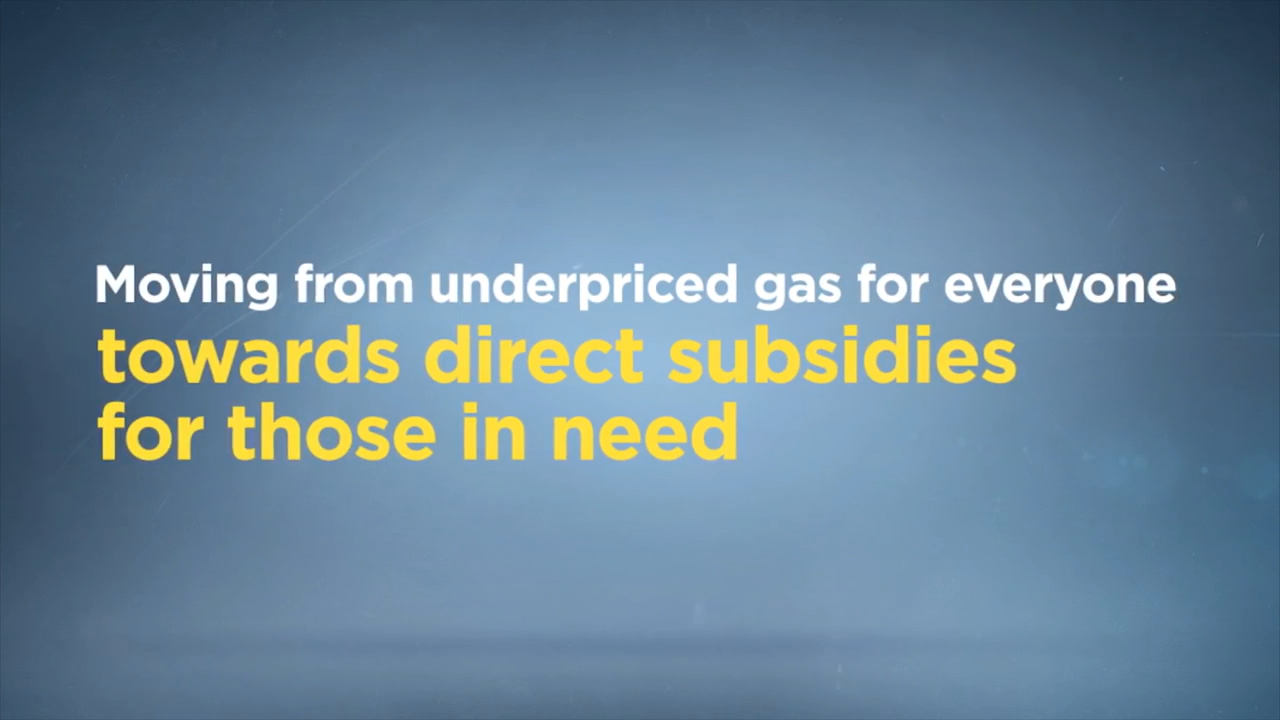 Moving from underpriced gas for everyone
towards direct subsidies
for those in need